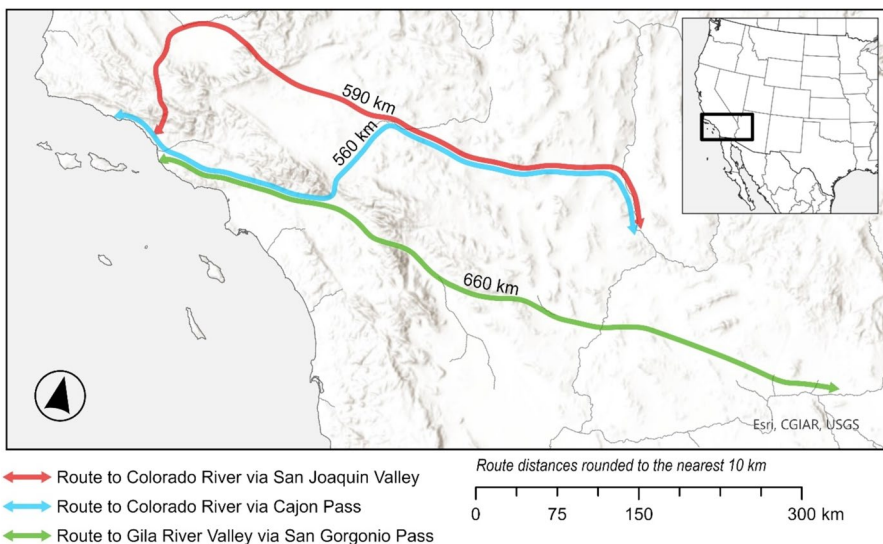 590 km
560 km
660 km
Esri, CGIAR, USGS
Route to Colorado River via San Joaquin Valley
Route to Colorado River via Cajon Pass
Route to Gila River Valley via San Gorgonio Pass
Route distances rounded to the nearest 10 km
0 75 150 300 km